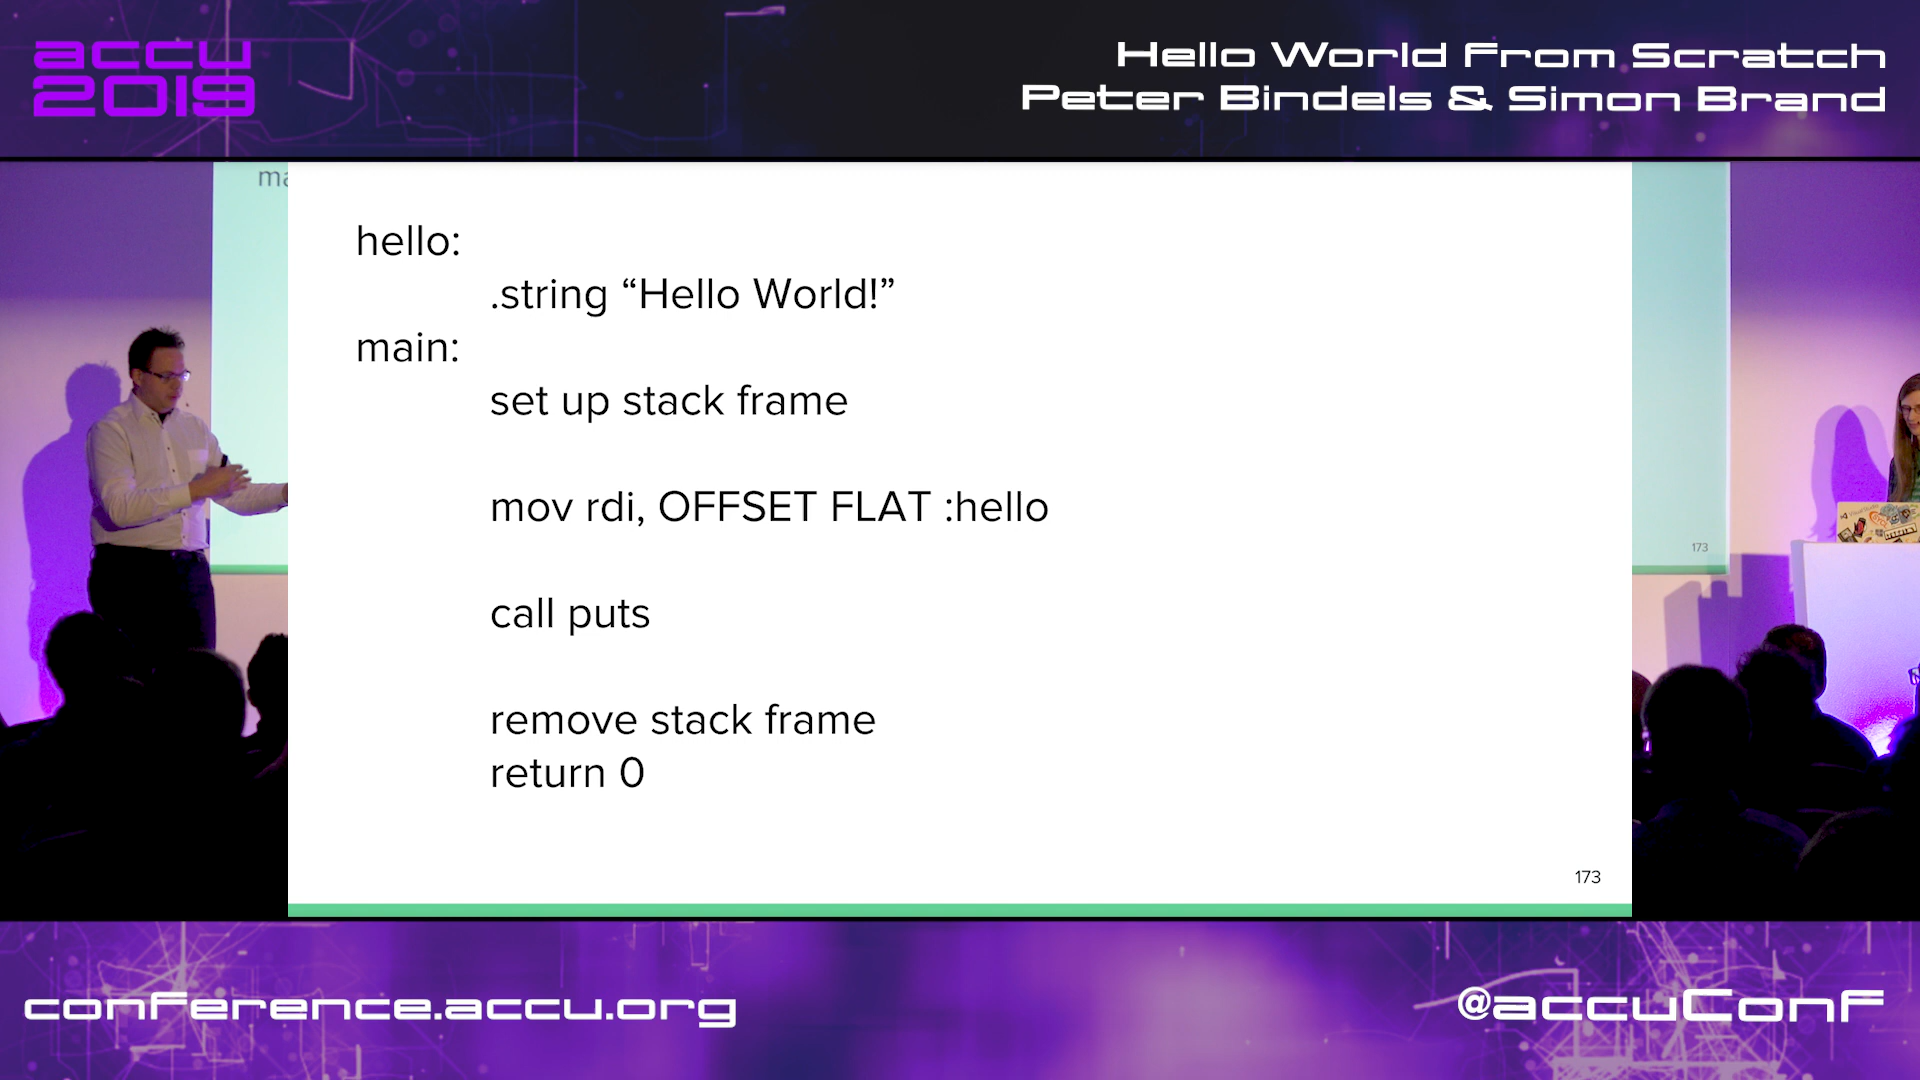 accu
2019
Hello World From Scratch
Peter Bindels & Simon Brand
ma
hello:
.string “Hello World!”
main:
set up stack frame
mov rdi, OFFSET FLAT :hello
call puts
remove stack frame
return 0
173
173
conference.accu.org
@accuConf